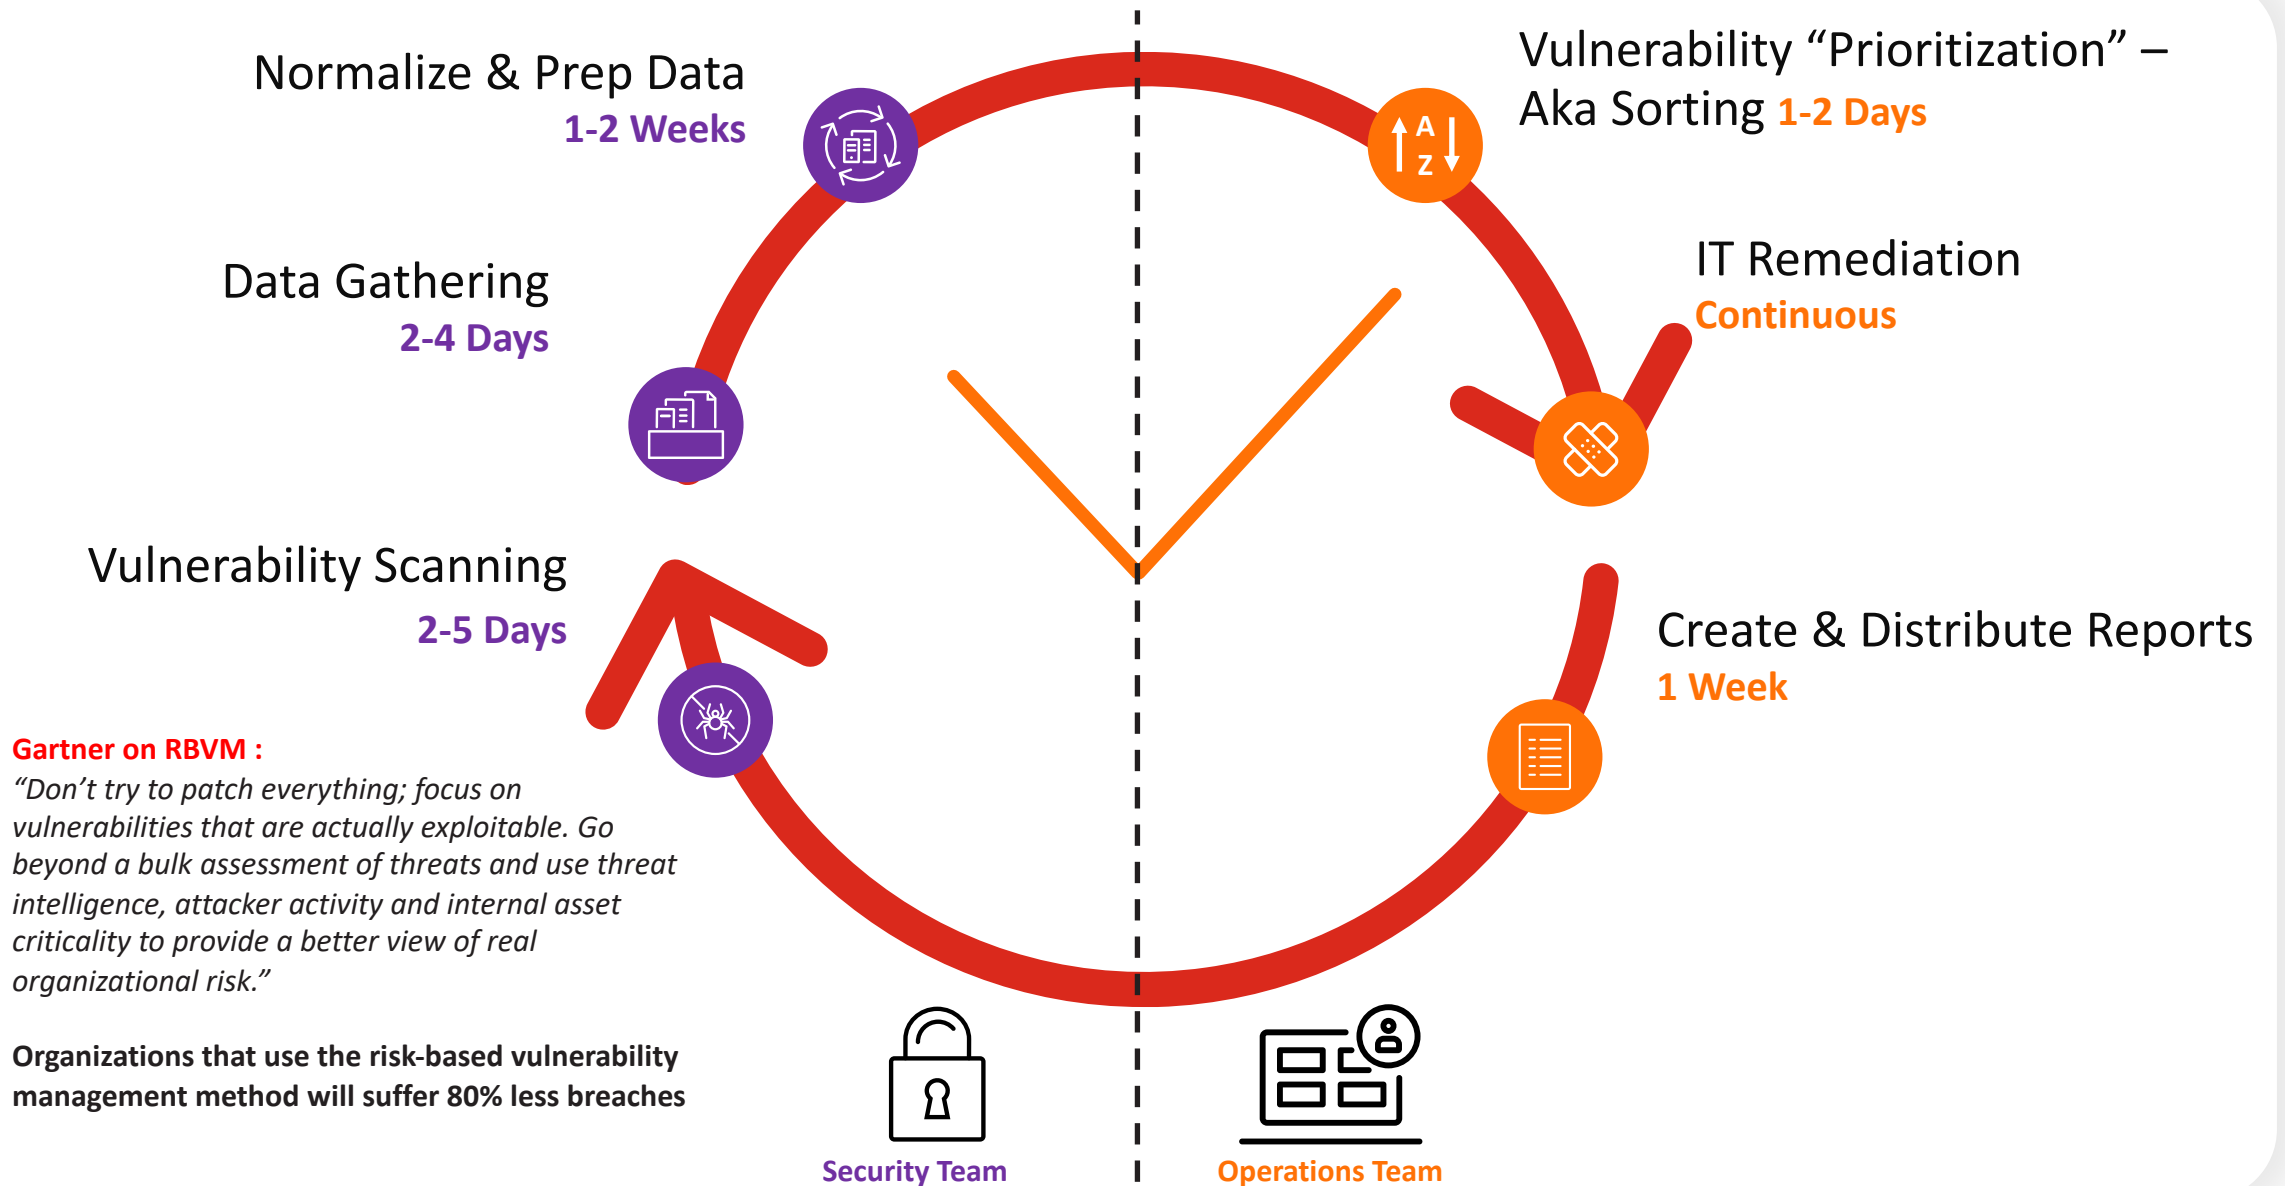 Normalize & Prep Data
1-2 Weeks
Data Gathering
2-4 Days
Vulnerability Scanning
2-5 Days
Gartner on RBVM :
“Don’t try to patch everything; focus on
vulnerabilities that are actually exploitable. Go
beyond a bulk assessment of threats and use threat
intelligence, attacker activity and internal asset
criticality to provide a better view of real
organizational risk.”
Organizations that use the risk-based vulnerability
management method will suffer 80% less breaches
Vulnerability “Prioritization” –
Aka Sorting 1-2 Days
A
Z
IT Remediation
Continuous
Create & Distribute Reports
1 Week
Security Team
Operations Team